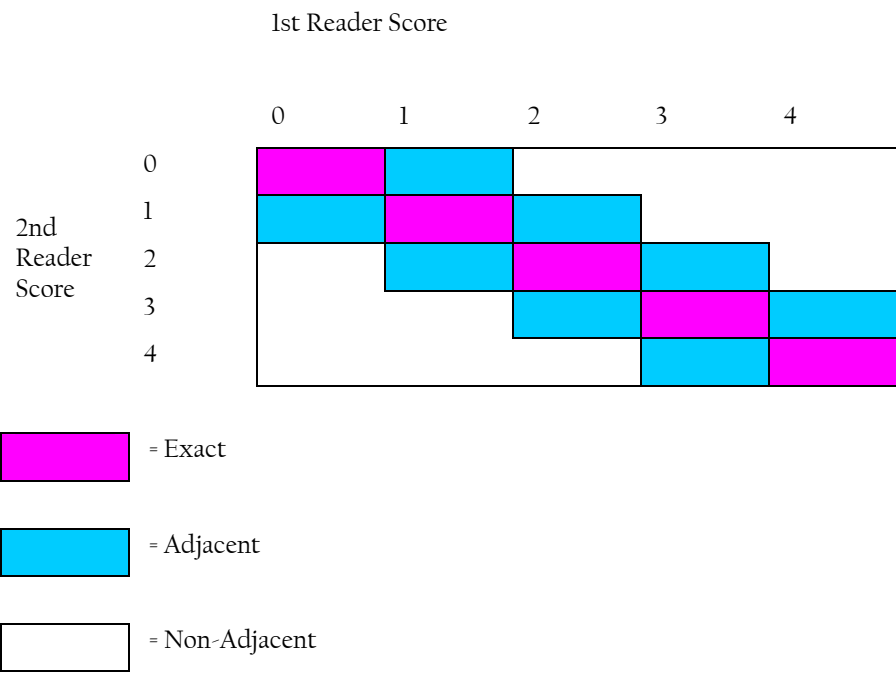 1st Reader Score
0 1 2 3 4
0
1
2nd
Reader
Score
2
3
4
= Exact
= Adjacent
= Non-Adjacent